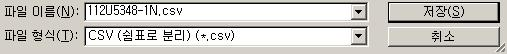 파일 이름(N): 112U5348-1N.csv 저장(S)
파일 형식(T): CSV (쉼표로 분리) (*.csv) 취소